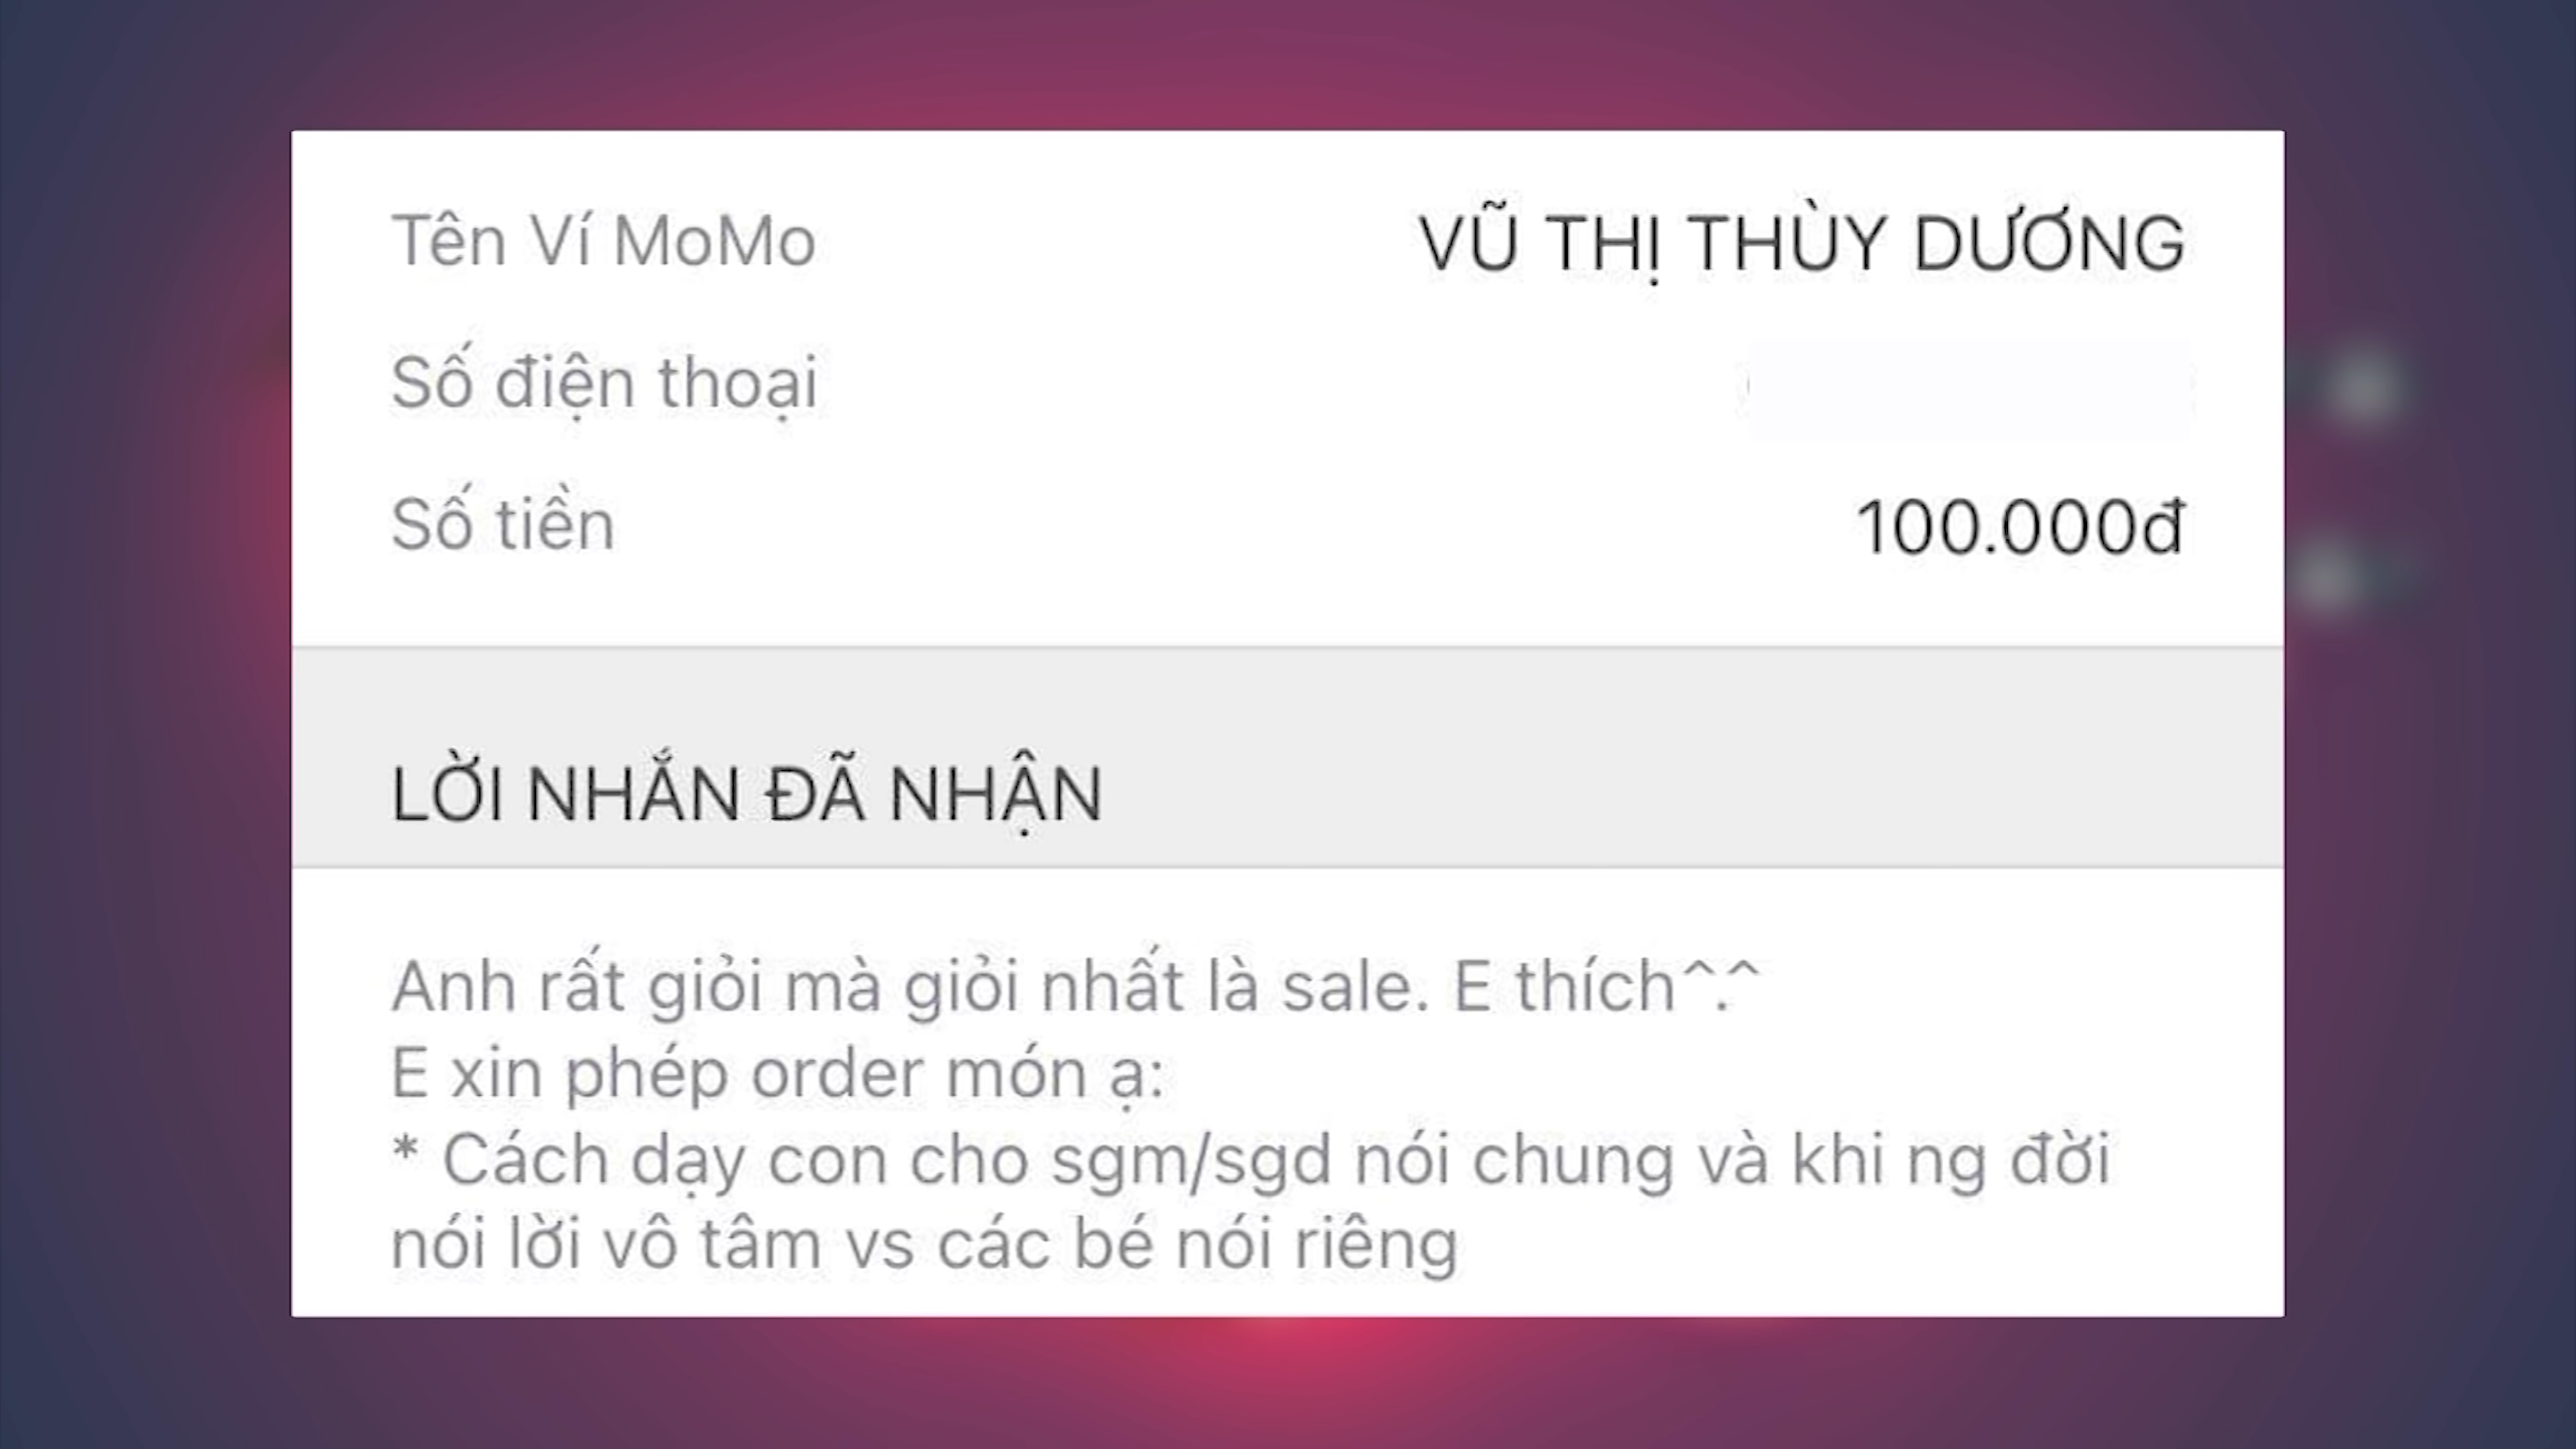 Tên Ví MoMo VŨ THỊ THÙY DƯƠNG
Số điện thoại
Số tiền 100.000đ
LỜI NHẮN ĐÃ NHẬN
Anh rất giỏi mà giỏi nhất là sale. E thích^.^
E xin phép order món ạ:
* Cách dạy con cho sgm/sgd nói chung và khi ng đời
nói lời vô tâm vs các bé nói riêng